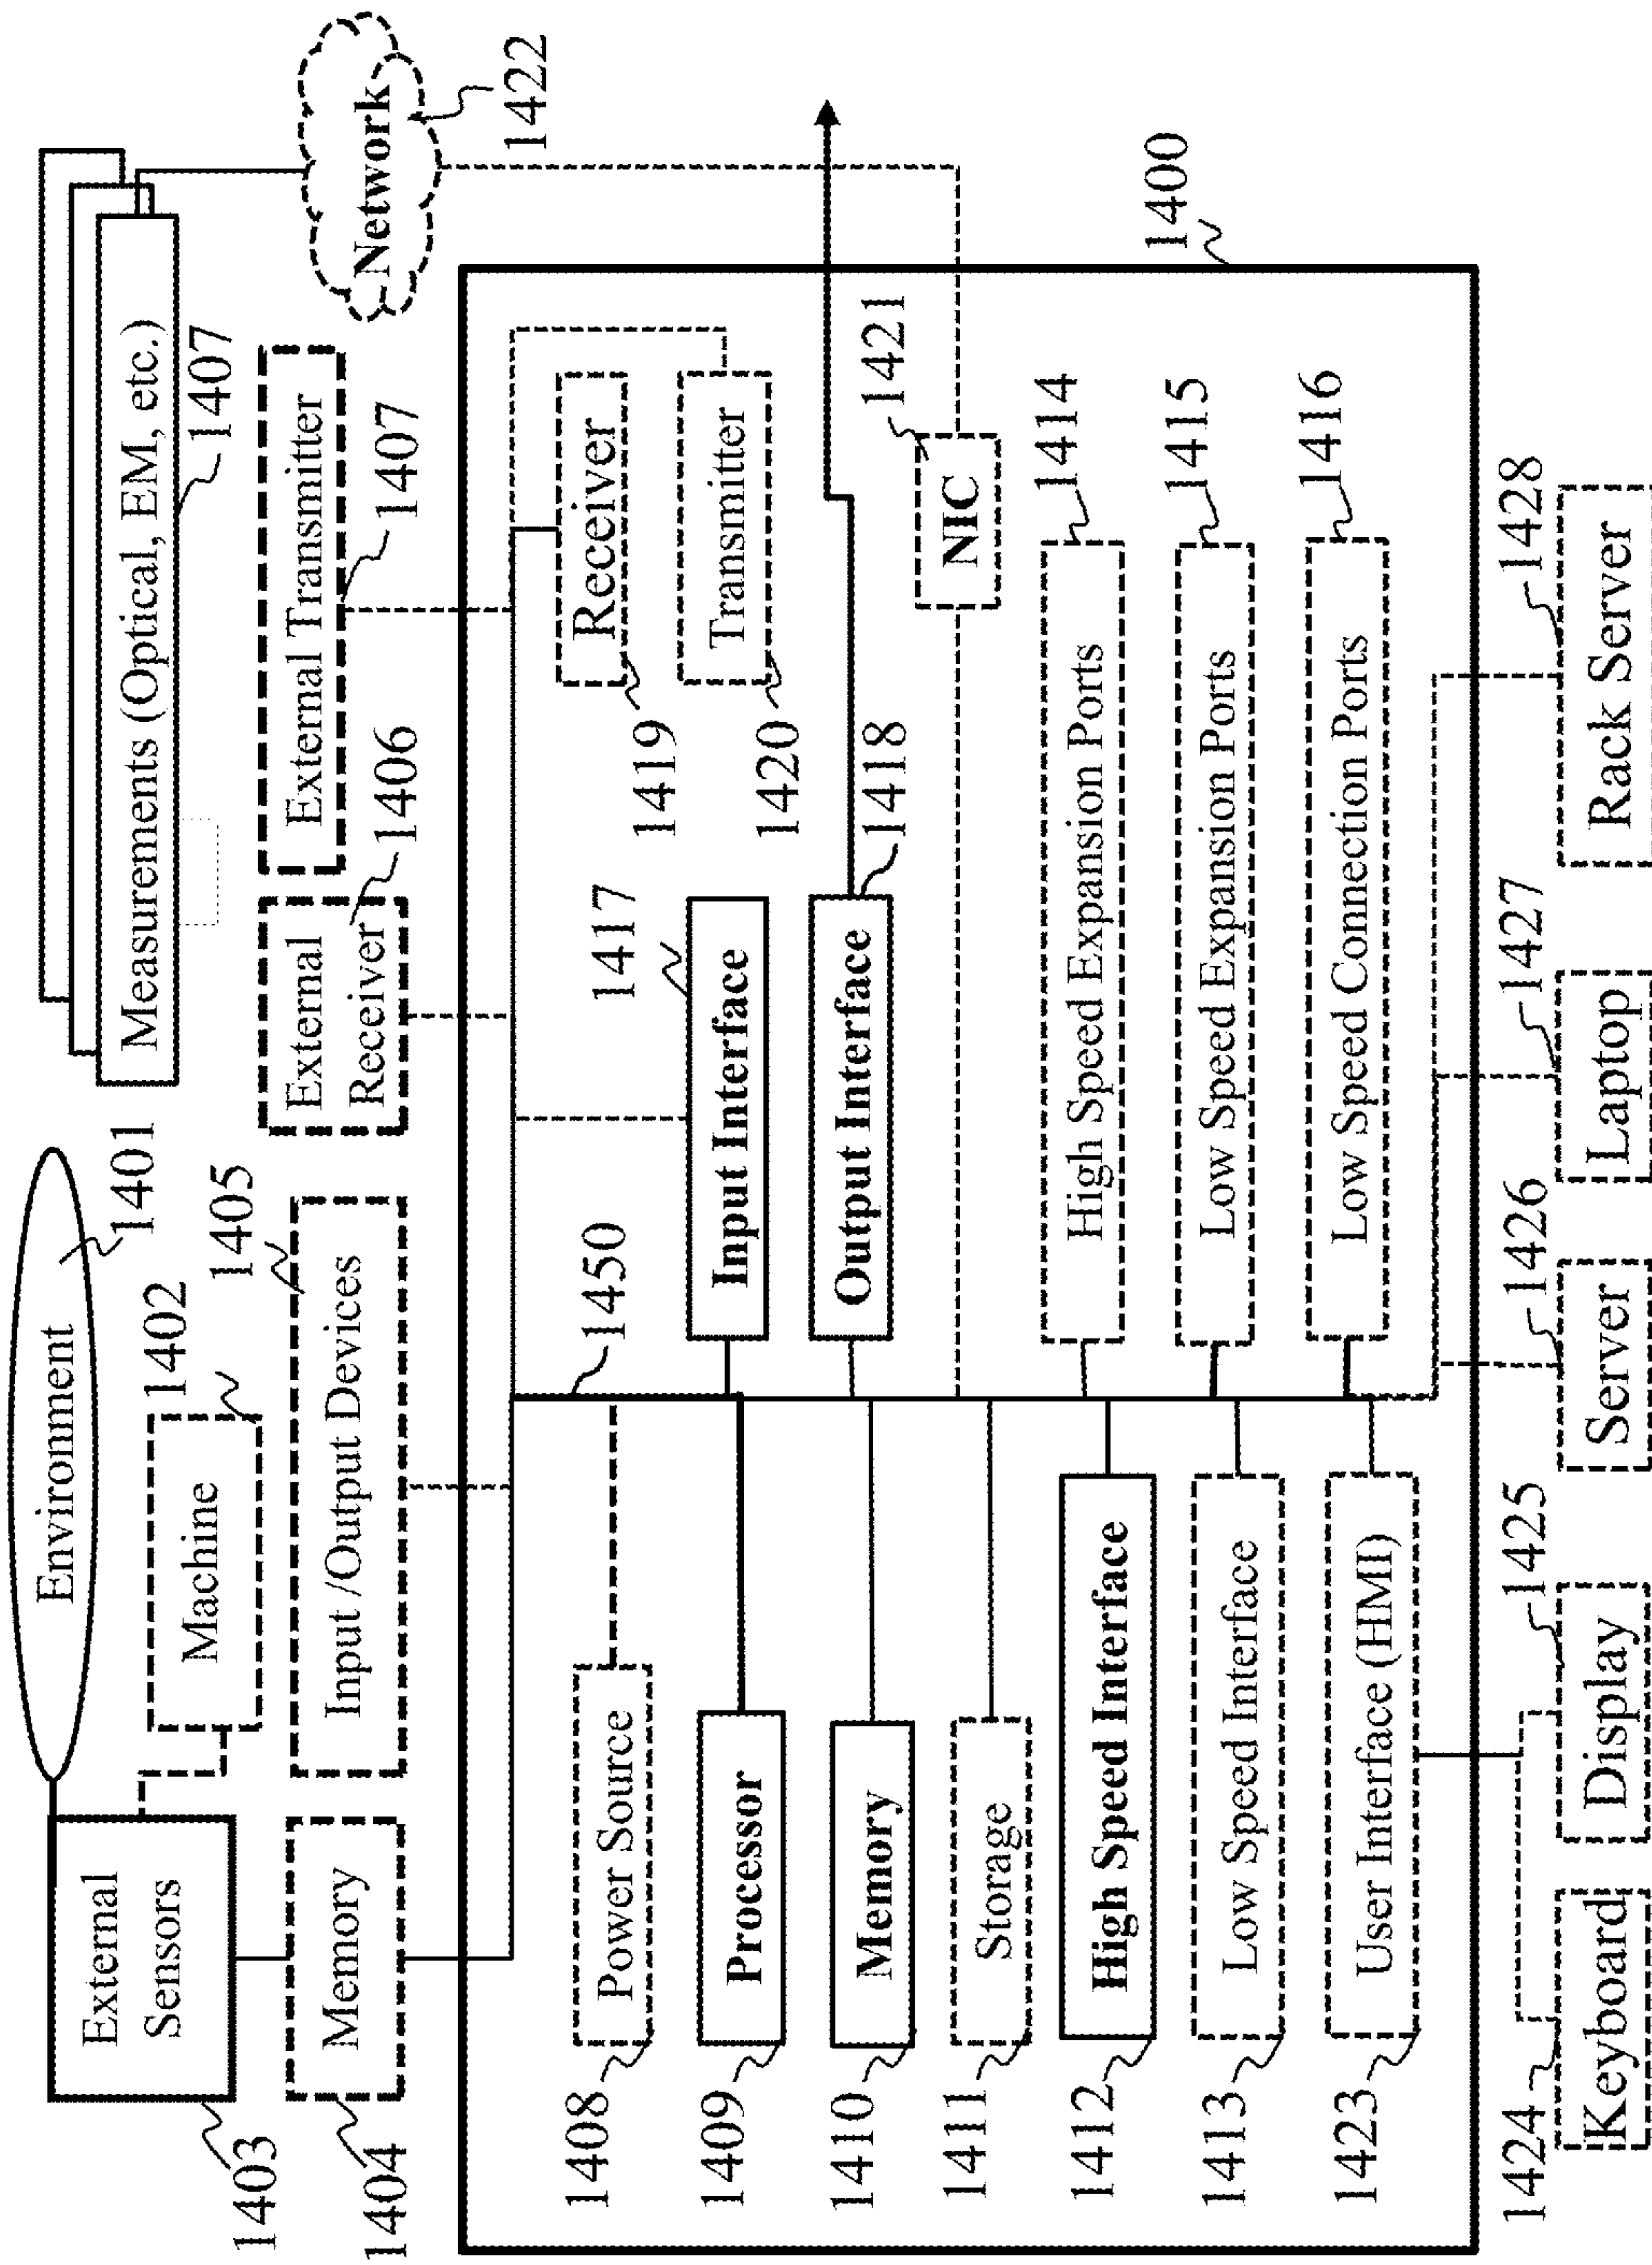 Environment
1401
Measurements (Optical, EM, etc.)
1407
External
Sensors
1403
Machine
1402
Network
1422
Memory
1404
Input /Output Devices
1405
External
Receiver
1406
External Transmitter
1407
1400
1450
Power Source
1408
Receiver
1419
Processor
1409
Input Interface
1417
Transmitter
1420
Memory
1410
Output Interface
1418
Storage
1411
NIC
1421
High Speed Interface
1412
High Speed Expansion Ports
1414
Low Speed Interface
1413
Low Speed Expansion Ports
1415
User Interface (HMI)
1423
Low Speed Connection Ports
1416
1424
Keyboard
1425
Display
1426
Server
1427
Laptop
1428
Rack Server